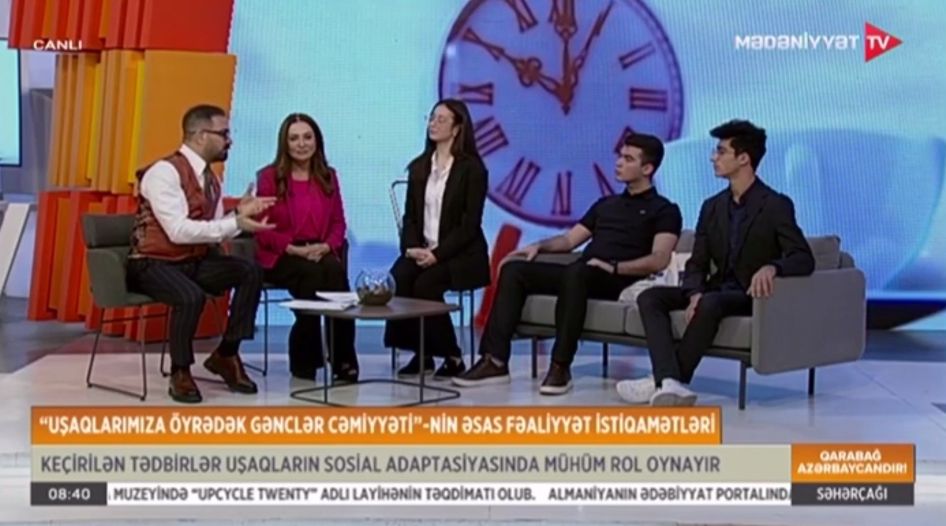 CANLI
MƏDƏNİYYƏT TV
“UŞAQLARIMIZA ÖYRƏDƏK GƏNCLƏR CƏMİYYƏTİ”-NİN ƏSAS FƏALİYYƏT İSTİQAMƏTLƏRİ
KEÇİRİLƏN TƏDBİRLƏR UŞAQLARIN SOSİAL ADAPTASİYASINDA MÜHÜM ROL OYNAYIR
QARABAĞ
AZƏRBAYCANDIR!
08:40 MUZEYİNDƏ “UPCYCLE TWENTY” ADLI LAYİHƏNİN TƏQDİMATI OLUB. ALMANİYANIN ƏDƏBİYYAT PORTALINDA SƏHƏRÇAĞI